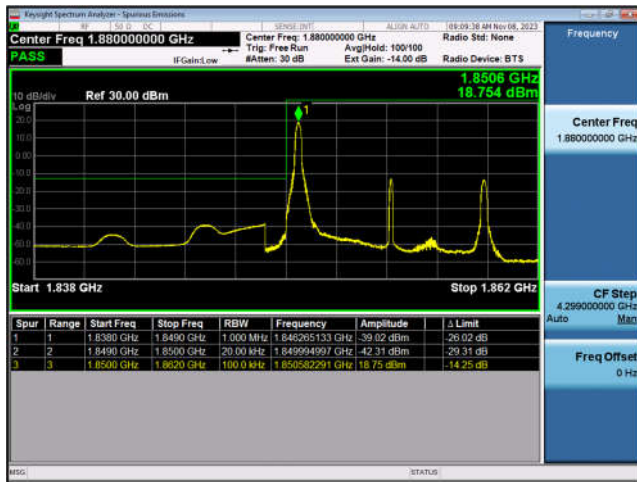 Keysight Spectrum Analyzer - Spurious Emissions
RF 50 Ω DC SENSE:INT ALIGN AUTO 09:09:38 AM Nov 08, 2023
Center Freq 1.880000000 GHz
Center Freq: 1.880000000 GHz
Radio Std: None
Trig: Free Run Avg|Hold: 100/100
PASS
IFGain:Low
#Atten: 30 dB
Ext Gain: -14.00 dB
Radio Device: BTS
1.8506 GHz
18.754 dBm
10 dB/div Ref 30.00 dBm
Log
1
20.0
10.0
0.00
-10.0
-20.0
-30.0
-40.0
-50.0
-60.0
Start 1.838 GHz Stop 1.862 GHz
Spur Range Start Freq Stop Freq RBW Frequency Amplitude Δ Limit
1 1 1.8380 GHz 1.8490 GHz 1.000 MHz 1.846265133 GHz -39.02 dBm -26.02 dB
2 2 1.8490 GHz 1.8500 GHz 20.00 kHz 1.849994997 GHz -42.31 dBm -29.31 dB
3 3 1.8500 GHz 1.8620 GHz 100.0 kHz 1.850582291 GHz 18.75 dBm -14.25 dB
MSG STATUS
Frequency
Center Freq
1.880000000 GHz
CF Step
4.299000000 GHz
Auto Man
Freq Offset
0 Hz